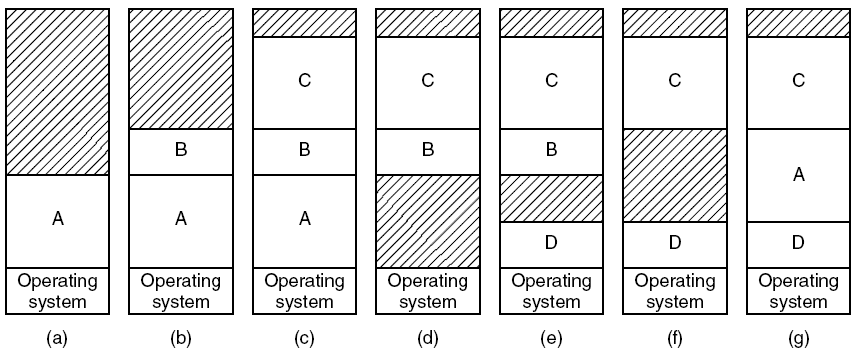 C
C
C
C
C
B
B
B
B
A
A
A
A
D
D
D
Operating
system
Operating
system
Operating
system
Operating
system
Operating
system
Operating
system
Operating
system
(a)
(b)
(c)
(d)
(e)
(f)
(g)